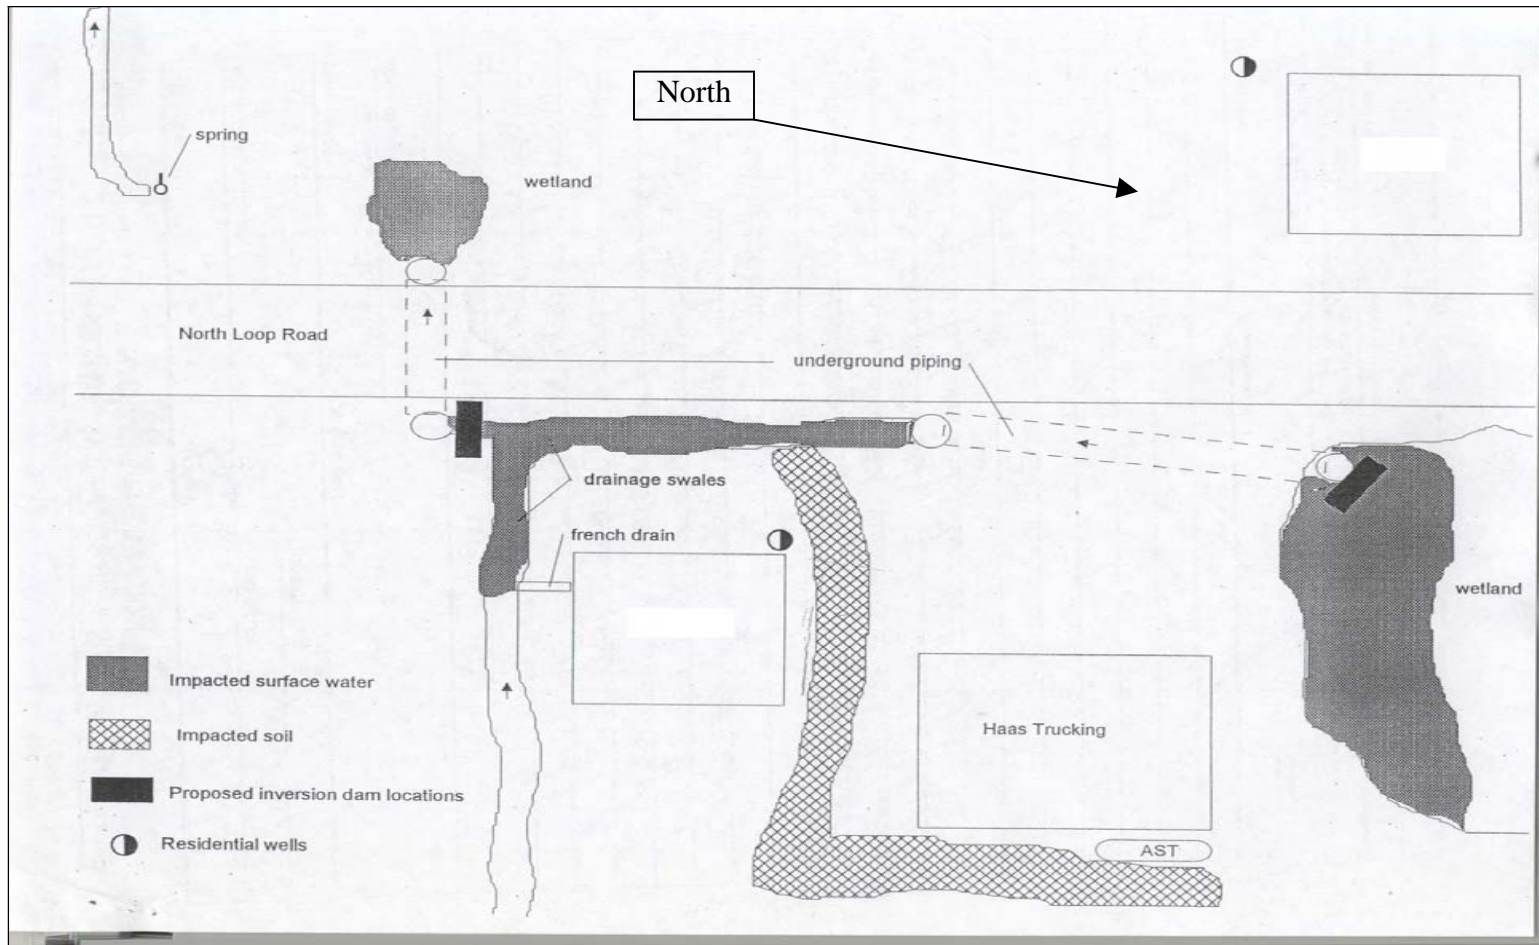 North
spring
wetland
North Loop Road
underground piping
drainage swales
french drain
wetland
Impacted surface water
Haas Trucking
Impacted soil
Proposed inversion dam locations
Residential wells
AST